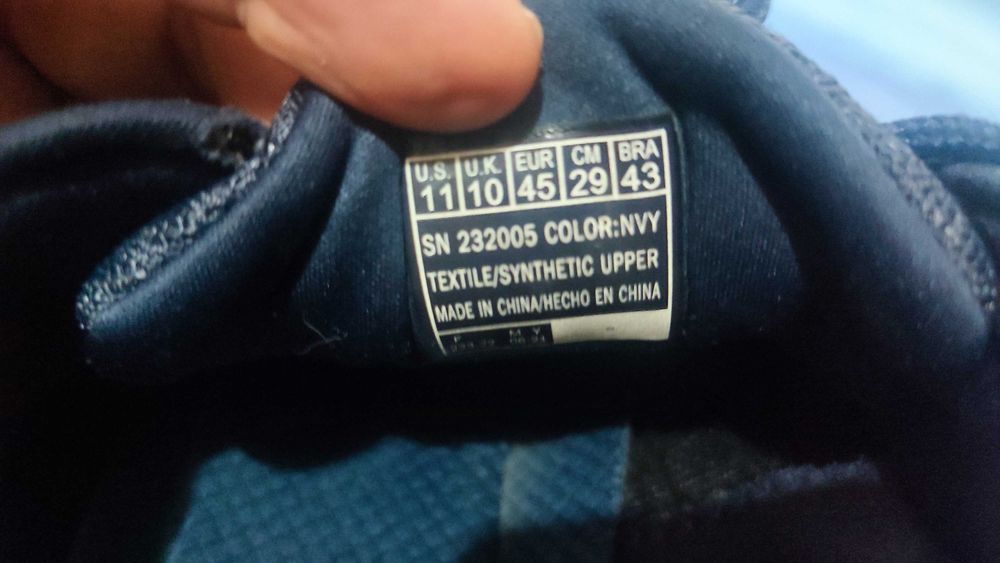 U.S. U.K. EUR CM BRA
11 10 45 29 43
SN 232005 COLOR:NVY
TEXTILE/SYNTHETIC UPPER
MADE IN CHINA/HECHO EN CHINA